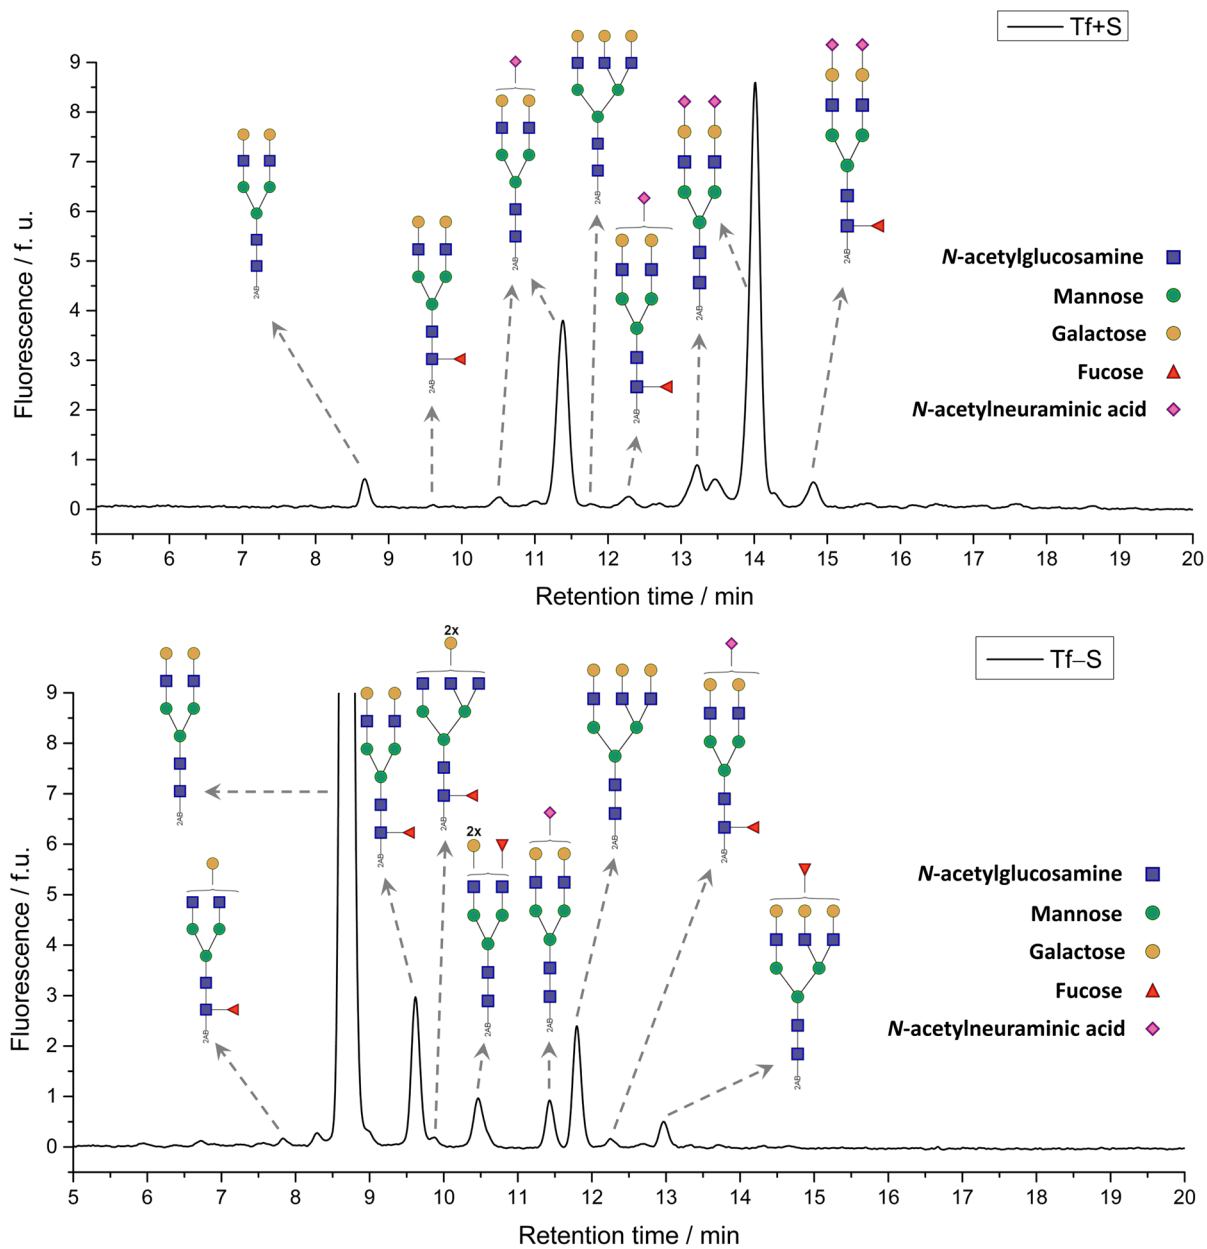 Tf+S
9
8
7
6
5
4
3
2
1
0
Fluorescence / f. u.
2AB
2AB
2AB
2AB
2AB
2AB
2AB
N-acetylglucosamine
Mannose
Galactose
Fucose
N-acetylneuraminic acid
5 6 7 8 9 10 11 12 13 14 15 16 17 18 19 20
Retention time / min
Tf−S
9
8
7
6
5
4
3
2
1
0
Fluorescence / f.u.
2x
2x
2AB
2AB
2AB
2AB
2AB
2AB
2AB
2AB
2AB
N-acetylglucosamine
Mannose
Galactose
Fucose
N-acetylneuraminic acid
5 6 7 8 9 10 11 12 13 14 15 16 17 18 19 20
Retention time / min